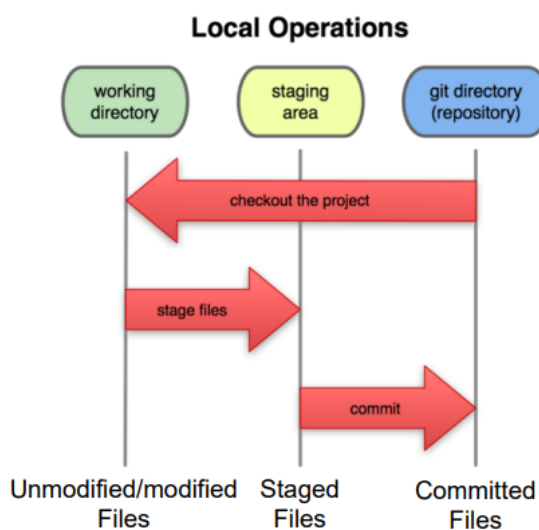 Local Operations
working
directory
staging
area
git directory
(repository)
checkout the project
stage files
commit
Unmodified/modified
Files
Staged
Files
Committed
Files